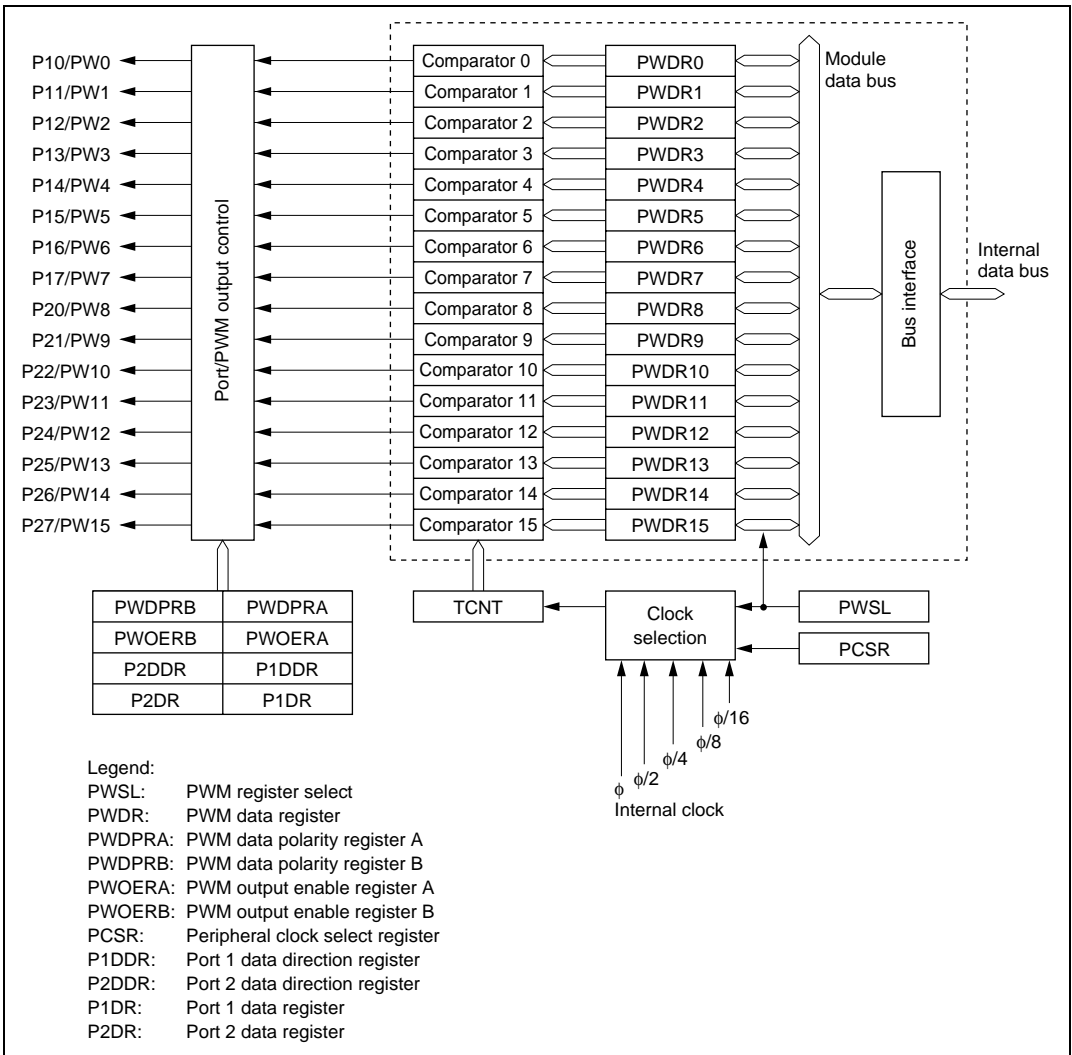 P10/PW0 Comparator 0 PWDR0 Module
data bus
P11/PW1 Comparator 1 PWDR1
P12/PW2 Comparator 2 PWDR2
P13/PW3 Comparator 3 PWDR3
P14/PW4 Comparator 4 PWDR4
P15/PW5 Comparator 5 PWDR5
P16/PW6 Comparator 6 PWDR6
P17/PW7 Comparator 7 PWDR7
P20/PW8 Comparator 8 PWDR8
P21/PW9 Comparator 9 PWDR9
P22/PW10 Comparator 10 PWDR10
P23/PW11 Comparator 11 PWDR11
P24/PW12 Comparator 12 PWDR12
P25/PW13 Comparator 13 PWDR13
P26/PW14 Comparator 14 PWDR14
P27/PW15 Comparator 15 PWDR15
Port/PWM output control
Bus interface
Internal
data bus
PWDPRB PWDPRA
PWOERB PWOERA
P2DDR P1DDR
P2DR P1DR
TCNT
Clock
selection
PWSL
PCSR
ϕ/16
ϕ/8
ϕ/4
ϕ/2
ϕ
Internal clock
Legend:
PWSL: PWM register select
PWDR: PWM data register
PWDPRA: PWM data polarity register A
PWDPRB: PWM data polarity register B
PWOERA: PWM output enable register A
PWOERB: PWM output enable register B
PCSR: Peripheral clock select register
P1DDR: Port 1 data direction register
P2DDR: Port 2 data direction register
P1DR: Port 1 data register
P2DR: Port 2 data register